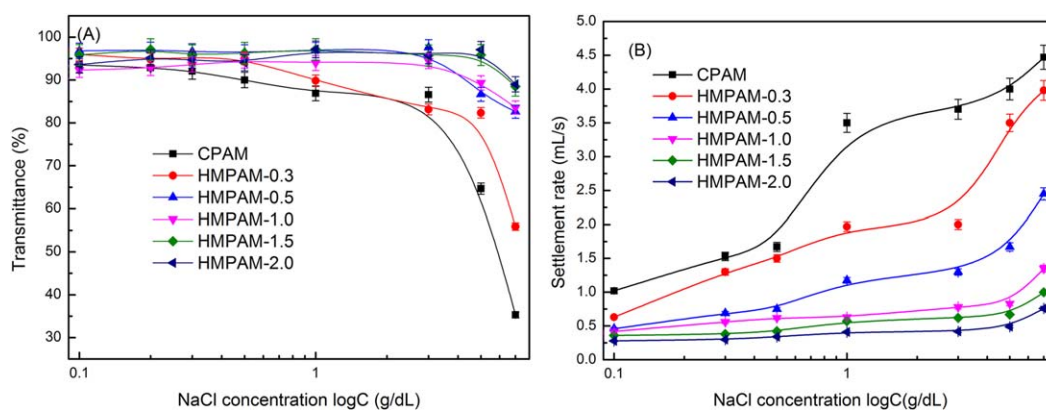 (A)
100
90
80
70
60
50
40
30
Transmittance (%)
CPAM
HMPAM-0.3
HMPAM-0.5
HMPAM-1.0
HMPAM-1.5
HMPAM-2.0
0.1
1
NaCl concentration logC (g/dL)
(B)
5.0
4.5
4.0
3.5
3.0
2.5
2.0
1.5
1.0
0.5
0.0
Settlement rate (mL/s)
CPAM
HMPAM-0.3
HMPAM-0.5
HMPAM-1.0
HMPAM-1.5
HMPAM-2.0
0.1
1
NaCl concentration logC(g/dL)